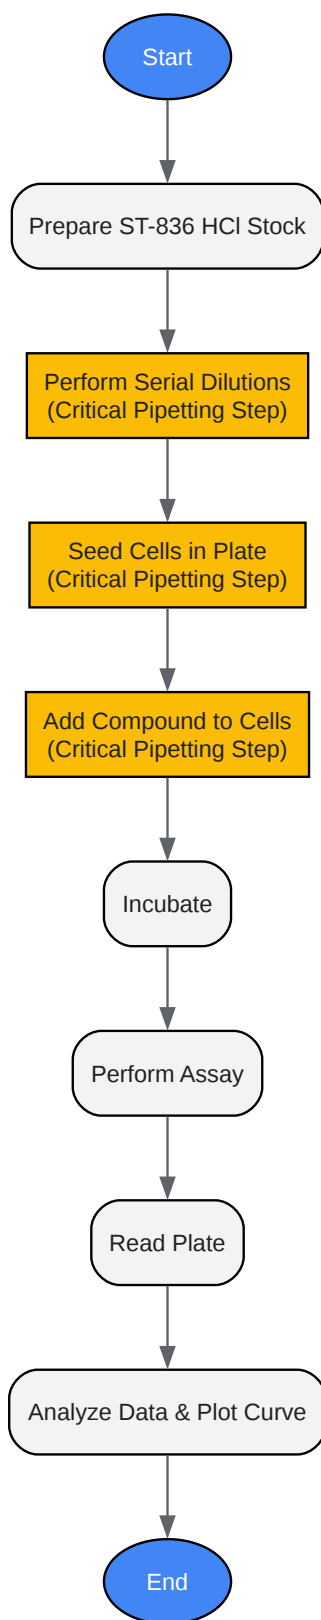 Start
Prepare ST-836 HCl Stock
Perform Serial Dilutions
(Critical Pipetting Step)
Seed Cells in Plate
(Critical Pipetting Step)
Add Compound to Cells
(Critical Pipetting Step)
Incubate
Perform Assay
Read Plate
Analyze Data & Plot Curve
End